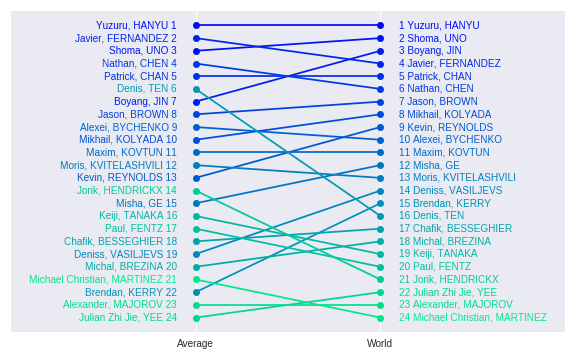 Yuzuru, HANYU 1
Javier, FERNANDEZ 2
Shoma, UNO 3
Nathan, CHEN 4
Patrick, CHAN 5
Denis, TEN 6
Boyang, JIN 7
Jason, BROWN 8
Alexei, BYCHENKO 9
Mikhail, KOLYADA 10
Maxim, KOVTUN 11
Moris, KVITELASHVILI 12
Kevin, REYNOLDS 13
Jorik, HENDRICKX 14
Misha, GE 15
Keiji, TANAKA 16
Paul, FENTZ 17
Chafik, BESSEGHIER 18
Deniss, VASILJEVS 19
Michal, BREZINA 20
Michael Christian, MARTINEZ 21
Brendan, KERRY 22
Alexander, MAJOROV 23
Julian Zhi Jie, YEE 24
1 Yuzuru, HANYU
2 Shoma, UNO
3 Boyang, JIN
4 Javier, FERNANDEZ
5 Patrick, CHAN
6 Nathan, CHEN
7 Jason, BROWN
8 Mikhail, KOLYADA
9 Kevin, REYNOLDS
10 Alexei, BYCHENKO
11 Maxim, KOVTUN
12 Misha, GE
13 Moris, KVITELASHVILI
14 Deniss, VASILJEVS
15 Brendan, KERRY
16 Denis, TEN
17 Chafik, BESSEGHIER
18 Michal, BREZINA
19 Keiji, TANAKA
20 Paul, FENTZ
21 Jorik, HENDRICKX
22 Julian Zhi Jie, YEE
23 Alexander, MAJOROV
24 Michael Christian, MARTINEZ
Average
World